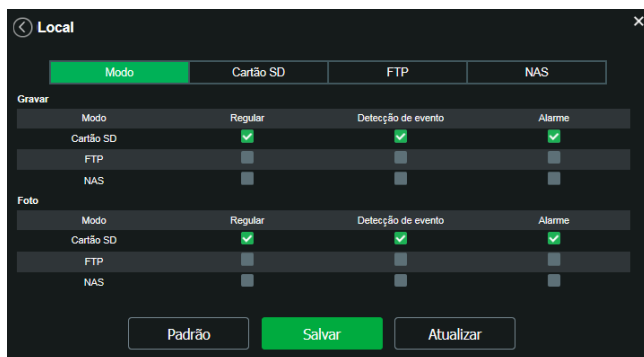 Local
Modo Cartão SD FTP NAS
Gravar
Modo Regular Detecção de evento Alarme
Cartão SD
FTP
NAS
Foto
Modo Regular Detecção de evento Alarme
Cartão SD
FTP
NAS
Padrão Salvar Atualizar